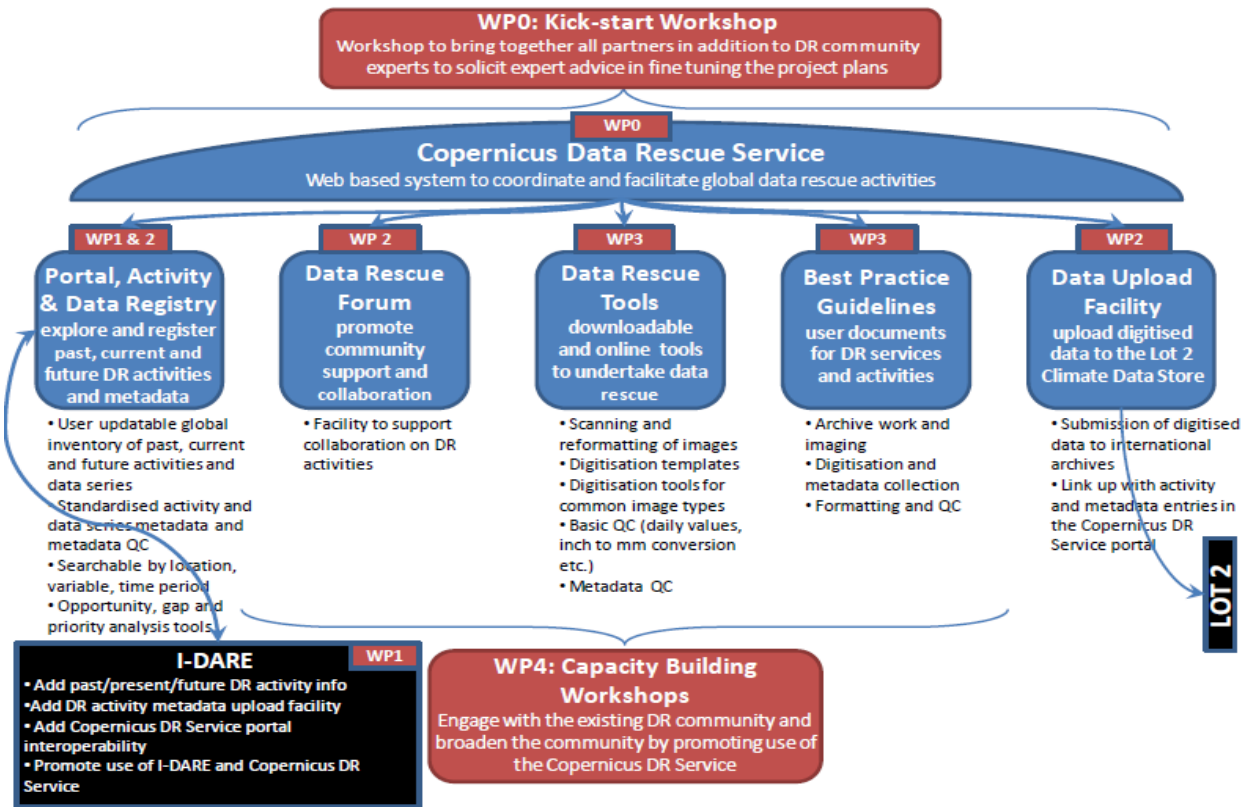 WP0: Kick-start Workshop
Workshop to bring together all partners in addition to DR community
experts to solicit expert advice in fine tuning the project plans
WP0
Copernicus Data Rescue Service
Web based system to coordinate and facilitate global data rescue activities
WP1 & 2
Portal, Activity
& Data Registry
explore and register
past, current and
future DR activities
and metadata
• User updatable global
inventory of past, current
and future activities and
data series
• Standardised activity and
data series metadata and
metadata QC
• Searchable by location,
variable, time period
• Opportunity, gap and
priority analysis tools
WP 2
Data Rescue
Forum
promote
community
support and
collaboration
• Facility to support
collaboration on DR
activities
WP3
Data Rescue
Tools
downloadable
and online tools
to undertake data
rescue
• Scanning and
reformatting of images
• Digitisation templates
• Digitisation tools for
common image types
• Basic QC (daily values,
inch to mm conversion
etc.)
• Metadata QC
WP3
Best Practice
Guidelines
user documents
for DR services
and activities
• Archive work and
imaging
• Digitisation and
metadata collection
• Formatting and QC
WP2
Data Upload
Facility
upload digitised
data to the Lot 2
Climate Data Store
• Submission of digitised
data to international
archives
• Link up with activity
and metadata entries in
the Copernicus DR
Service portal
LOT 2
I-DARE
WP1
• Add past/present/future DR activity info
•Add DR activity metadata upload facility
• Add Copernicus DR Service portal
interoperability
• Promote use of I-DARE and Copernicus DR
Service
WP4: Capacity Building
Workshops
Engage with the existing DR community and
broaden the community by promoting use of
the Copernicus DR Service